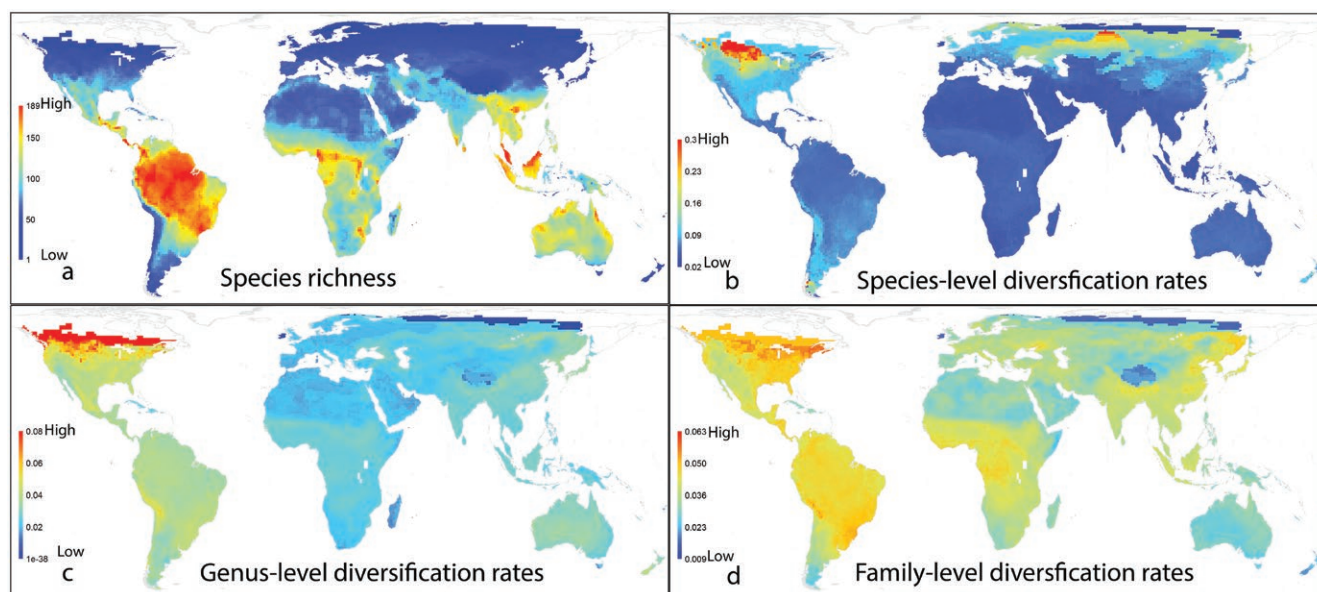 High
189
150
100
50
1
Low
a
Species richness
High
0.3
0.23
0.16
0.09
0.02
Low
b
Species-level diversfication rates
High
0.08
0.06
0.04
0.02
1e-38
Low
c
Genus-level diversification rates
High
0.063
0.050
0.036
0.023
0.009
Low
d
Family-level diversfication rates